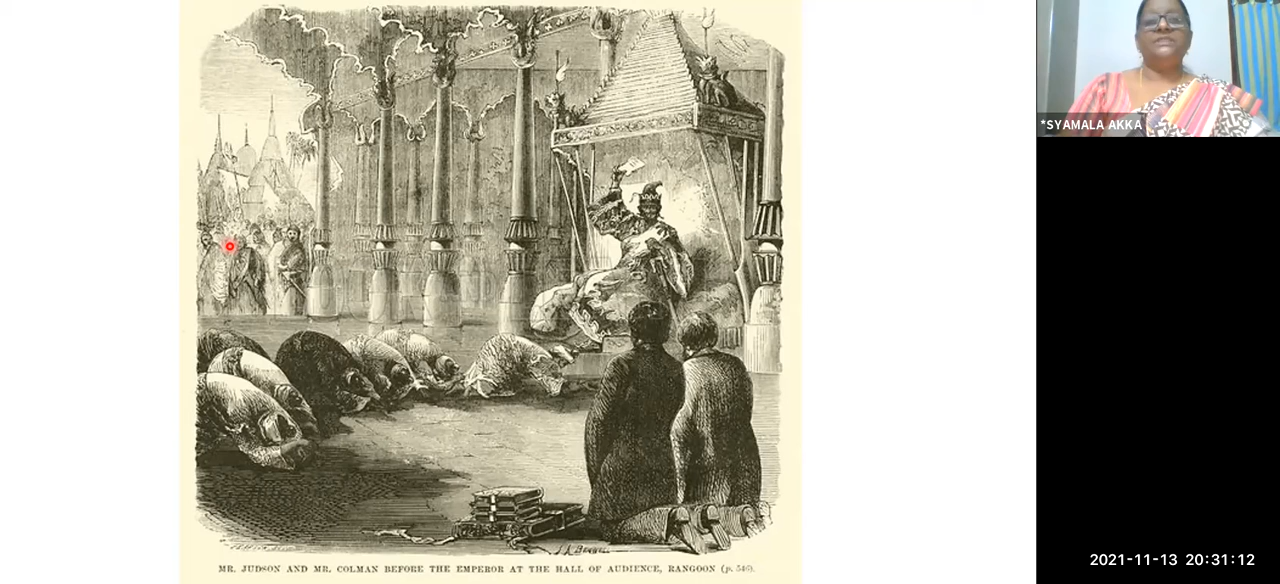 *SYAMALA AKKA
MR. JUDSON AND MR. COLMAN BEFORE THE EMPEROR AT THE HALL OF AUDIENCE, RANGOON (p. 546).
2021-11-13 20:31:12